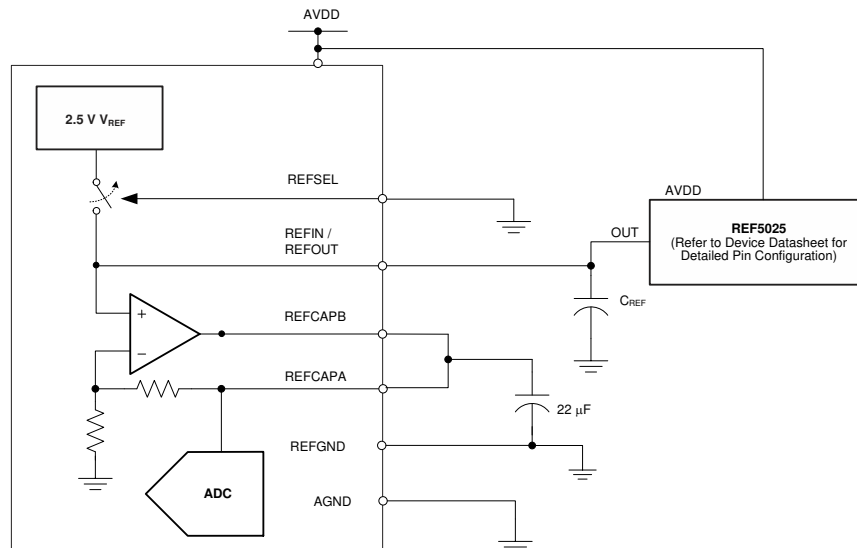 AVDD
2.5 V VREF
REFSEL
AVDD
REF5025
(Refer to Device Datasheet for
Detailed Pin Configuration)
OUT
REFIN /
REFOUT
CREF
+
−
REFCAPB
REFCAPA
22 μF
REFGND
ADC
AGND